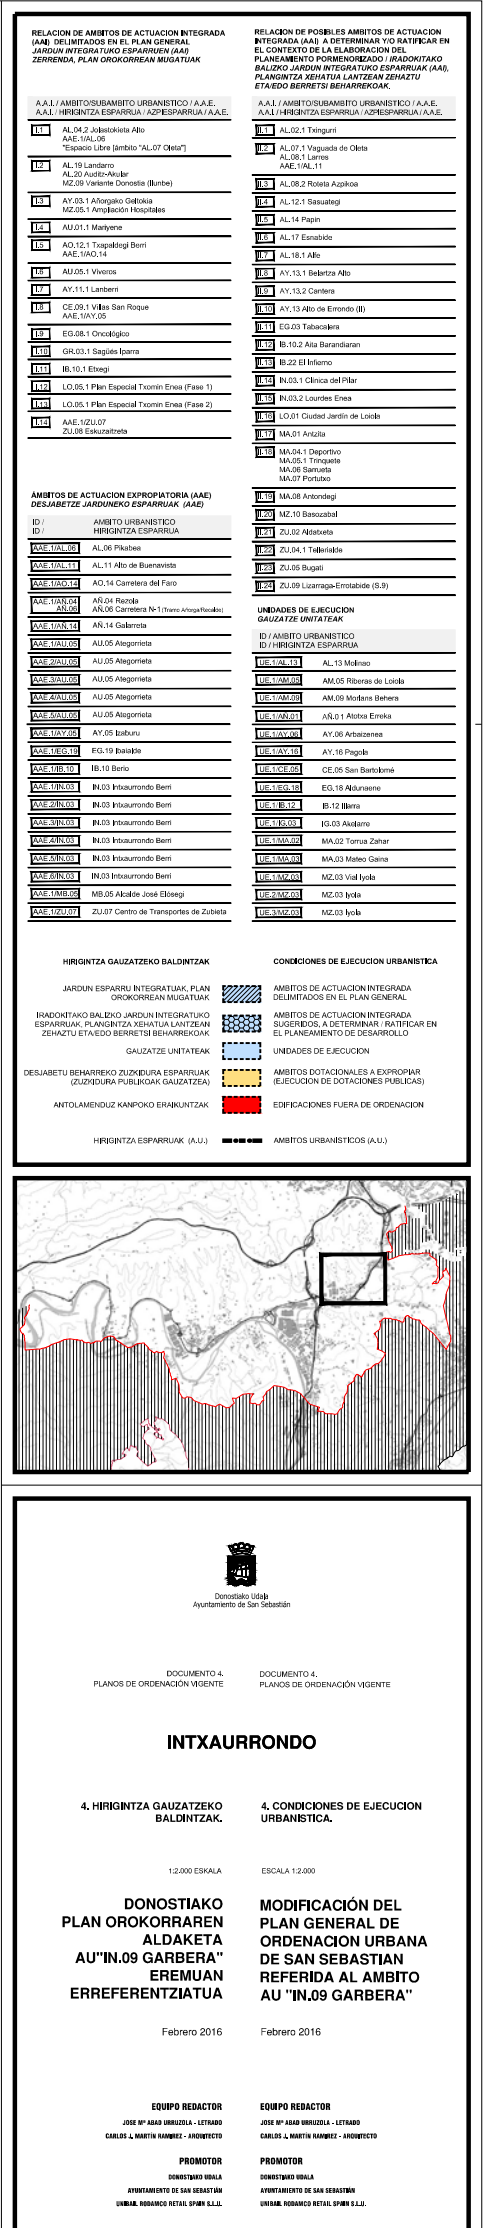 RELACION DE AMBITOS DE ACTUACION INTEGRADA
(AAI) DELIMITADOS EN EL PLAN GENERAL
JARDUN INTEGRATUKO ESPARRUEN (AAI)
ZERRENDA, PLAN OROKORREAN MUGATUAK
A.A.I. / AMBITO/SUBAMBITO URBANISTICO / A.A.E.
A.A.I. / HIRIGINTZA ESPARRUA / AZPIESPARRUA / A.A.E.
I.1 AL.04.2 Jolastokieta Alto
AAE.1/AL.06
"Espacio Libre [ámbito "AL.07 Oleta"]
I.2 AL.19 Landarro
AL.20 Auditz-Akular
MZ.09 Variante Donostia (Ilunbe)
I.3 AY.03.1 Añorgako Geltokia
MZ.05.1 Ampliación Hospitales
I.4 AU.01.1 Mariyene
I.5 AO.12.1 Txapaldegi Berri
AAE.1/AO.14
I.6 AU.05.1 Viveros
I.7 AY.11.1 Lanberri
I.8 CE.09.1 Villas San Roque
AAE.1/AY.05
I.9 EG.08.1 Oncológico
I.10 GR.03.1 Sagüés Iparra
I.11 IB.10.1 Etxegi
I.12 LO.05.1 Plan Especial Txomin Enea (Fase 1)
I.13 LO.05.1 Plan Especial Txomin Enea (Fase 2)
I.14 AAE.1/ZU.07
ZU.08 Eskuzaitzeta
ÁMBITOS DE ACTUACION EXPROPIATORIA (AAE)
DESJABETZE JARDUNEKO ESPARRUAK (AAE)
ID / AMBITO URBANISTICO
ID / HIRIGINTZA ESPARRUA
AAE.1/AL.06 AL.06 Pikabea
AAE.1/AL.11 AL.11 Alto de Buenavista
AAE.1/AO.14 AO.14 Carretera del Faro
AAE.1/AÑ.04 AÑ.04 Rezola
AÑ.06 AÑ.06 Carretera N-1 (Tramo Añorga/Recalde)
AAE.1/AÑ.14 AÑ.14 Galarreta
AAE.1/AU.05 AU.05 Ategorrieta
AAE.2/AU.05 AU.05 Ategorrieta
AAE.3/AU.05 AU.05 Ategorrieta
AAE.4/AU.05 AU.05 Ategorrieta
AAE.5/AU.05 AU.05 Ategorrieta
AAE.1/AY.05 AY.05 Izaburu
AAE.1/EG.19 EG.19 Ibaialde
AAE.1/IB.10 IB.10 Berio
AAE.1/IN.03 IN.03 Intxaurrondo Berri
AAE.2/IN.03 IN.03 Intxaurrondo Berri
AAE.3/IN.03 IN.03 Intxaurrondo Berri
AAE.4/IN.03 IN.03 Intxaurrondo Berri
AAE.5/IN.03 IN.03 Intxaurrondo Berri
AAE.6/IN.03 IN.03 Intxaurrondo Berri
AAE.1/MB.05 MB.05 Alcalde José Elósegi
AAE.1/ZU.07 ZU.07 Centro de Transportes de Zubieta
RELACION DE POSIBLES AMBITOS DE ACTUACION
INTEGRADA (AAI) A DETERMINAR Y/O RATIFICAR EN
EL CONTEXTO DE LA ELABORACION DEL
PLANEAMIENTO PORMENORIZADO / IRADOKITAKO
BALIZKO JARDUN INTEGRATUKO ESPARRUAK (AAI),
PLANGINTZA XEHATUA LANTZEAN ZEHAZTU
ETA/EDO BERRETSI BEHARREKOAK.
A.A.I. / AMBITO/SUBAMBITO URBANISTICO / A.A.E.
A.A.I. / HIRIGINTZA ESPARRUA / AZPIESPARRUA / A.A.E.
II.1 AL.02.1 Txingurri
II.2 AL.07.1 Vaguada de Oleta
AL.08.1 Larres
AAE.1/AL.11
II.3 AL.08.2 Roteta Azpikoa
II.4 AL.12.1 Sasuategi
II.5 AL.14 Papin
II.6 AL.17 Esnabide
II.7 AL.18.1 Alfe
II.8 AY.13.1 Belartza Alto
II.9 AY.13.2 Cantera
II.10 AY.13 Alto de Errondo (II)
II.11 EG.03 Tabacalera
II.12 IB.10.2 Aita Barandiaran
II.13 IB.22 El Infierno
II.14 IN.03.1 Clínica del Pilar
II.15 IN.03.2 Lourdes Enea
II.16 LO.01 Ciudad Jardín de Loiola
II.17 MA.01 Antzita
II.18 MA.04.1 Deportivo
MA.05.1 Trinquete
MA.06 Sarrueta
MA.07 Portutxo
II.19 MA.08 Antondegi
II.20 MZ.10 Basozabal
II.21 ZU.02 Aldatxeta
II.22 ZU.04.1 Tellerialde
II.23 ZU.05 Bugati
II.24 ZU.09 Lizarraga-Errotabide (S.9)
UNIDADES DE EJECUCION
GAUZATZE UNITATEAK
ID / AMBITO URBANISTICO
ID / HIRIGINTZA ESPARRUA
UE.1/AL.13 AL.13 Molinao
UE.1/AM.05 AM.05 Riberas de Loiola
UE.1/AM.09 AM.09 Morlans Behera
UE.1/AÑ.01 AÑ.01 Atotxa Erreka
UE.1/AY.06 AY.06 Arbaizenea
UE.1/AY.16 AY.16 Pagola
UE.1/CE.05 CE.05 San Bartolomé
UE.1/EG.18 EG.18 Aldunaene
UE.1/IB.12 IB.12 Illarra
UE.1/IG.03 IG.03 Akelarre
UE.1/MA.02 MA.02 Torrua Zahar
UE.1/MA.03 MA.03 Mateo Gaina
UE.1/MZ.03 MZ.03 Vial Iyola
UE.2/MZ.03 MZ.03 Iyola
UE.3/MZ.03 MZ.03 Iyola
HIRIGINTZA GAUZATZEKO BALDINTZAK CONDICIONES DE EJECUCION URBANISTICA
JARDUN ESPARRU INTEGRATUAK, PLAN
OROKORREAN MUGATUAK
AMBITOS DE ACTUACION INTEGRADA
DELIMITADOS EN EL PLAN GENERAL
IRADOKITAKO BALIZKO JARDUN INTEGRATUKO
ESPARRUAK, PLANGINTZA XEHATUA LANTZEAN
ZEHAZTU ETA/EDO BERRETSI BEHARREKOAK
AMBITOS DE ACTUACION INTEGRADA
SUGERIDOS, A DETERMINAR / RATIFICAR EN
EL PLANEAMIENTO DE DESARROLLO
GAUZATZE UNITATEAK UNIDADES DE EJECUCION
DESJABETU BEHARREKO ZUZKIDURA ESPARRUAK
(ZUZKIDURA PUBLIKOAK GAUZATZEA)
AMBITOS DOTACIONALES A EXPROPIAR
(EJECUCION DE DOTACIONES PUBLICAS)
ANTOLAMENDUZ KANPOKO ERAIKUNTZAK EDIFICACIONES FUERA DE ORDENACION
HIRIGINTZA ESPARRUAK (A.U.) AMBITOS URBANÍSTICOS (A.U.)
Donostiako Udala
Ayuntamiento de San Sebastián
DOCUMENTO 4. DOCUMENTO 4.
PLANOS DE ORDENACIÓN VIGENTE PLANOS DE ORDENACIÓN VIGENTE
INTXAURRONDO
4. HIRIGINTZA GAUZATZEKO
BALDINTZAK.
4. CONDICIONES DE EJECUCION
URBANISTICA.
1:2.000 ESKALA ESCALA 1:2.000
DONOSTIAKO
PLAN OROKORRAREN
ALDAKETA
AU"IN.09 GARBERA"
EREMUAN
ERREFERENTZIATUA
MODIFICACIÓN DEL
PLAN GENERAL DE
ORDENACION URBANA
DE SAN SEBASTIAN
REFERIDA AL AMBITO
AU "IN.09 GARBERA"
Febrero 2016 Febrero 2016
EQUIPO REDACTOR EQUIPO REDACTOR
JOSE Mª ABAD URRUZOLA - LETRADO JOSE Mª ABAD URRUZOLA - LETRADO
CARLOS J. MARTÍN RAMIREZ - ARQUITECTO CARLOS J. MARTÍN RAMIREZ - ARQUITECTO
PROMOTOR PROMOTOR
DONOSTIAKO UDALA DONOSTIAKO UDALA
AYUNTAMIENTO DE SAN SEBASTIÁN AYUNTAMIENTO DE SAN SEBASTIÁN
UNIBAIL RODAMCO RETAIL SPAIN S.L.U. UNIBAIL RODAMCO RETAIL SPAIN S.L.U.